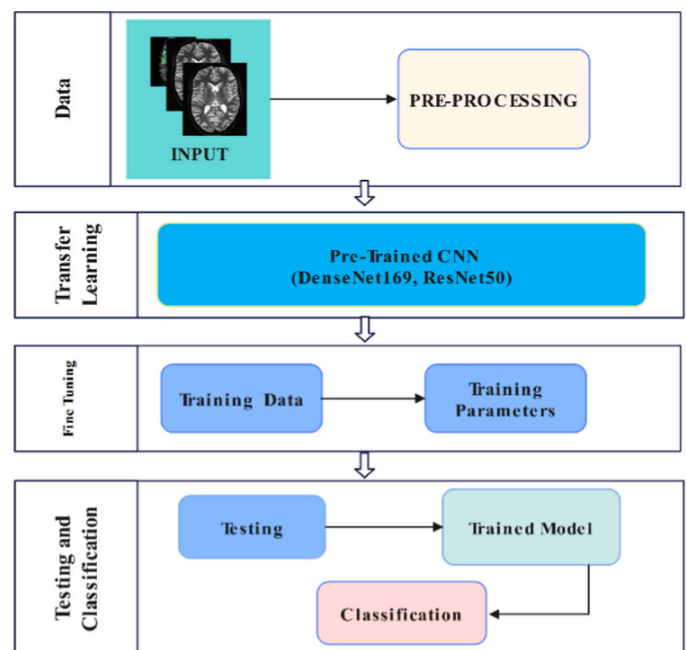 Data
INPUT
PRE-PROCESSING
Transfer
Learning
Pre-Trained CNN
(DenseNet169, ResNet50)
Fine Tuning
Training Data
Training
Parameters
Testing and
Classification
Testing
Trained Model
Classification